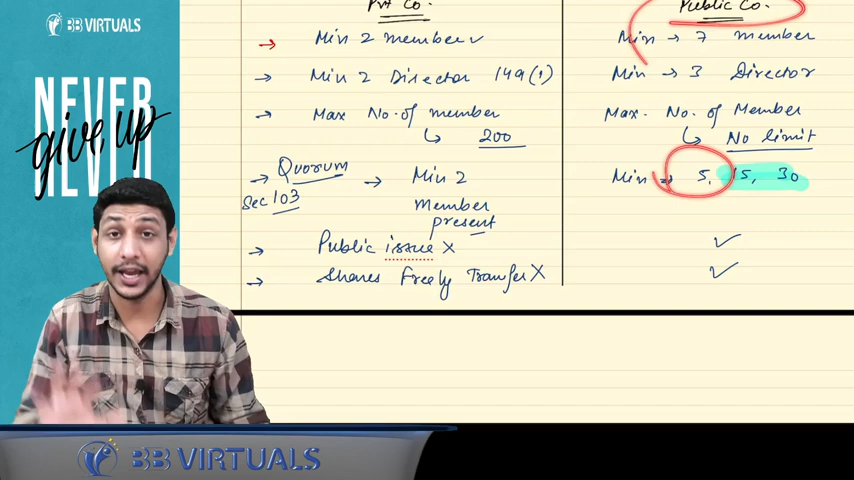 BB VIRTUALS
NEVER
give up
NEVER
Pvt Co.
Public Co.
→ Min 2 member ✓
Min → 7 member
→ Min 2 Director 149(1)
Min → 3 Director
→ Max No. of member
↳ 200
Max. No. of Member
↳ No limit
→ Quorum → Min 2
Sec 103
Member
present
Min → 5, 15, 30
→ Public issue X
✓
→ Shares Freely Transfer X
✓
BB VIRTUALS